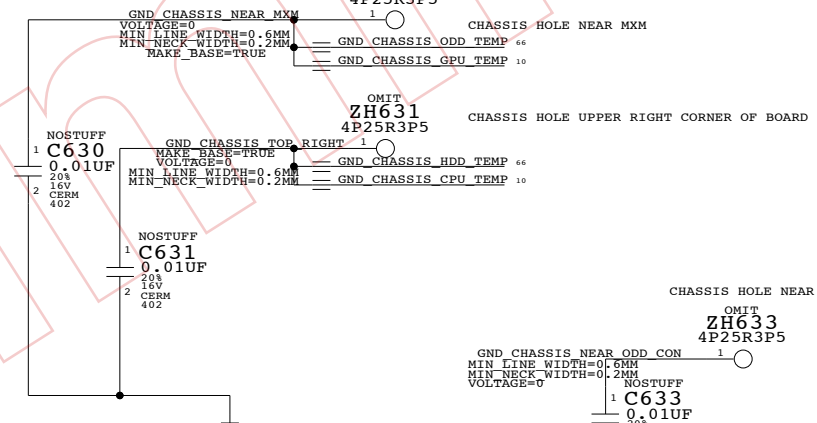 4P25R3P5
GND_CHASSIS_NEAR_MXM
1
VOLTAGE=0
MIN_LINE_WIDTH=0.6MM
MIN_NECK_WIDTH=0.2MM
MAKE_BASE=TRUE
CHASSIS HOLE NEAR MXM
GND_CHASSIS_ODD_TEMP 66
GND_CHASSIS_GPU_TEMP 10
OMIT
ZH631
4P25R3P5
CHASSIS HOLE UPPER RIGHT CORNER OF BOARD
NOSTUFF
1 C630
0.01UF
20%
16V
2 CERM
402
GND_CHASSIS_TOP_RIGHT
1
MAKE_BASE=TRUE
VOLTAGE=0
MIN_LINE_WIDTH=0.6MM
MIN_NECK_WIDTH=0.2MM
GND_CHASSIS_HDD_TEMP 66
GND_CHASSIS_CPU_TEMP 10
NOSTUFF
1 C631
0.01UF
20%
16V
2 CERM
402
CHASSIS HOLE NEAR
OMIT
ZH633
4P25R3P5
GND_CHASSIS_NEAR_ODD_CON
1
MIN_LINE_WIDTH=0.6MM
MIN_NECK_WIDTH=0.2MM
VOLTAGE=0
NOSTUFF
1 C633
0.01UF
20%